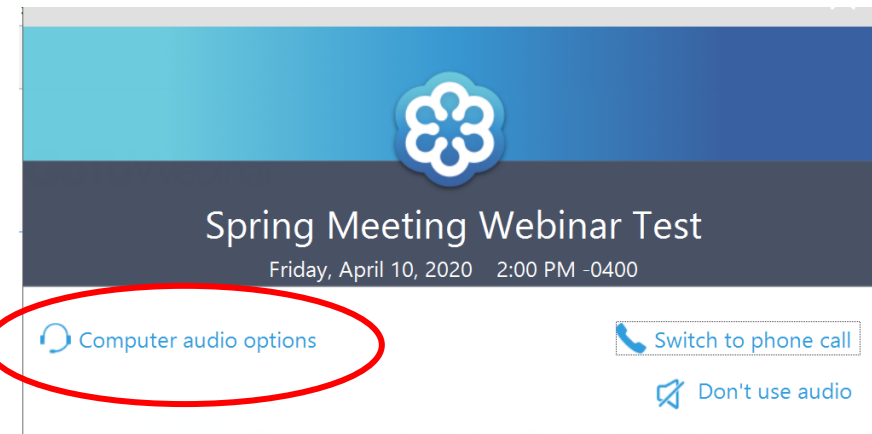 Spring Meeting Webinar Test
Friday, April 10, 2020 2:00 PM -0400
Computer audio options
Switch to phone call
Don't use audio